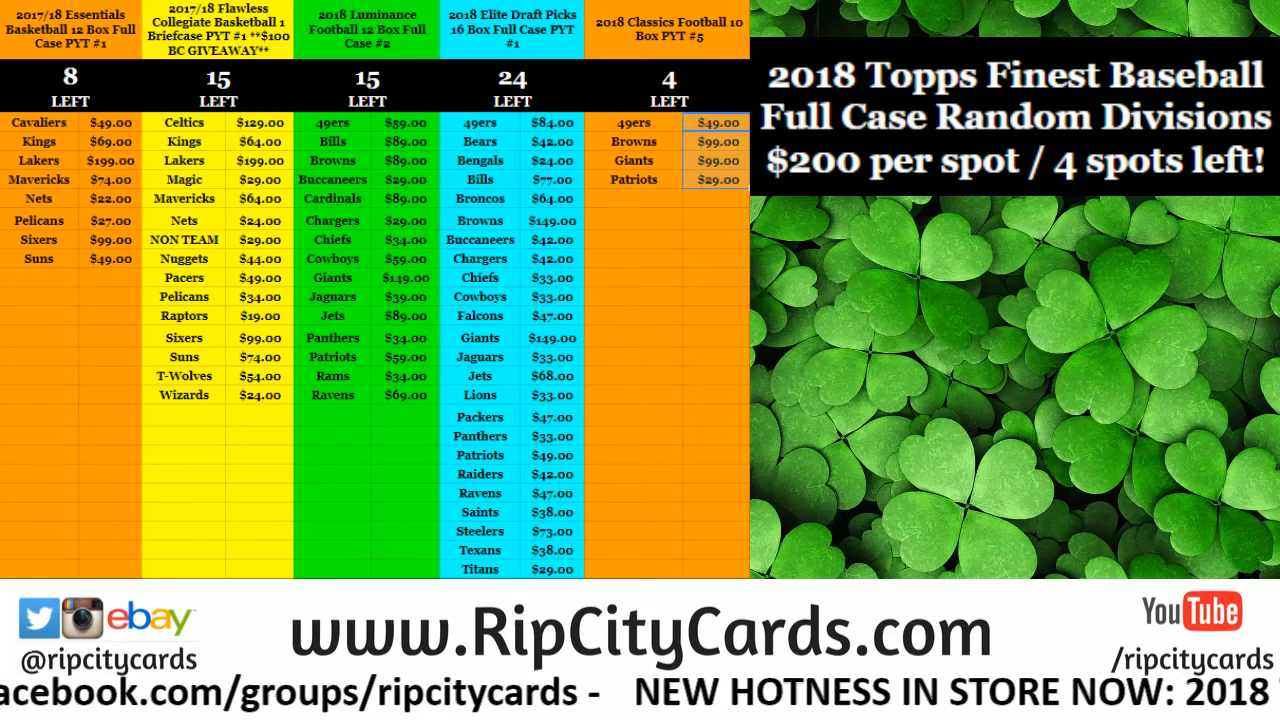 2017/18 Essentials
Basketball 12 Box Full
Case PYT #1
8
LEFT
Cavaliers $49.00
Kings $69.00
Lakers $199.00
Mavericks $74.00
Nets $22.00
Pelicans $27.00
Sixers $99.00
Suns $49.00
2017/18 Flawless
Collegiate Basketball 1
Briefcase PYT #1 **$100
BC GIVEAWAY**
15
LEFT
Celtics $129.00
Kings $64.00
Lakers $199.00
Magic $29.00
Mavericks $64.00
Nets $24.00
NON TEAM $29.00
Nuggets $44.00
Pacers $49.00
Pelicans $34.00
Raptors $19.00
Sixers $99.00
Suns $74.00
T-Wolves $54.00
Wizards $24.00
2018 Luminance
Football 12 Box Full
Case #2
15
LEFT
49ers $59.00
Bills $89.00
Browns $89.00
Buccaneers $29.00
Cardinals $89.00
Chargers $29.00
Chiefs $34.00
Cowboys $59.00
Giants $149.00
Jaguars $39.00
Jets $89.00
Panthers $34.00
Patriots $59.00
Rams $34.00
Ravens $69.00
2018 Elite Draft Picks
16 Box Full Case PYT
#1
24
LEFT
49ers $84.00
Bears $42.00
Bengals $24.00
Bills $77.00
Broncos $64.00
Browns $149.00
Buccaneers $42.00
Chargers $42.00
Chiefs $33.00
Cowboys $33.00
Falcons $47.00
Giants $149.00
Jaguars $33.00
Jets $68.00
Lions $33.00
Packers $47.00
Panthers $33.00
Patriots $49.00
Raiders $42.00
Ravens $47.00
Saints $38.00
Steelers $73.00
Texans $38.00
Titans $29.00
2018 Classics Football 10
Box PYT #5
4
LEFT
49ers $49.00
Browns $99.00
Giants $99.00
Patriots $29.00
2018 Topps Finest Baseball
Full Case Random Divisions
$200 per spot / 4 spots left!
ebay
@ripcitycards
www.RipCityCards.com
YouTube
/ripcitycards
acebook.com/groups/ripcitycards - NEW HOTNESS IN STORE NOW: 2018